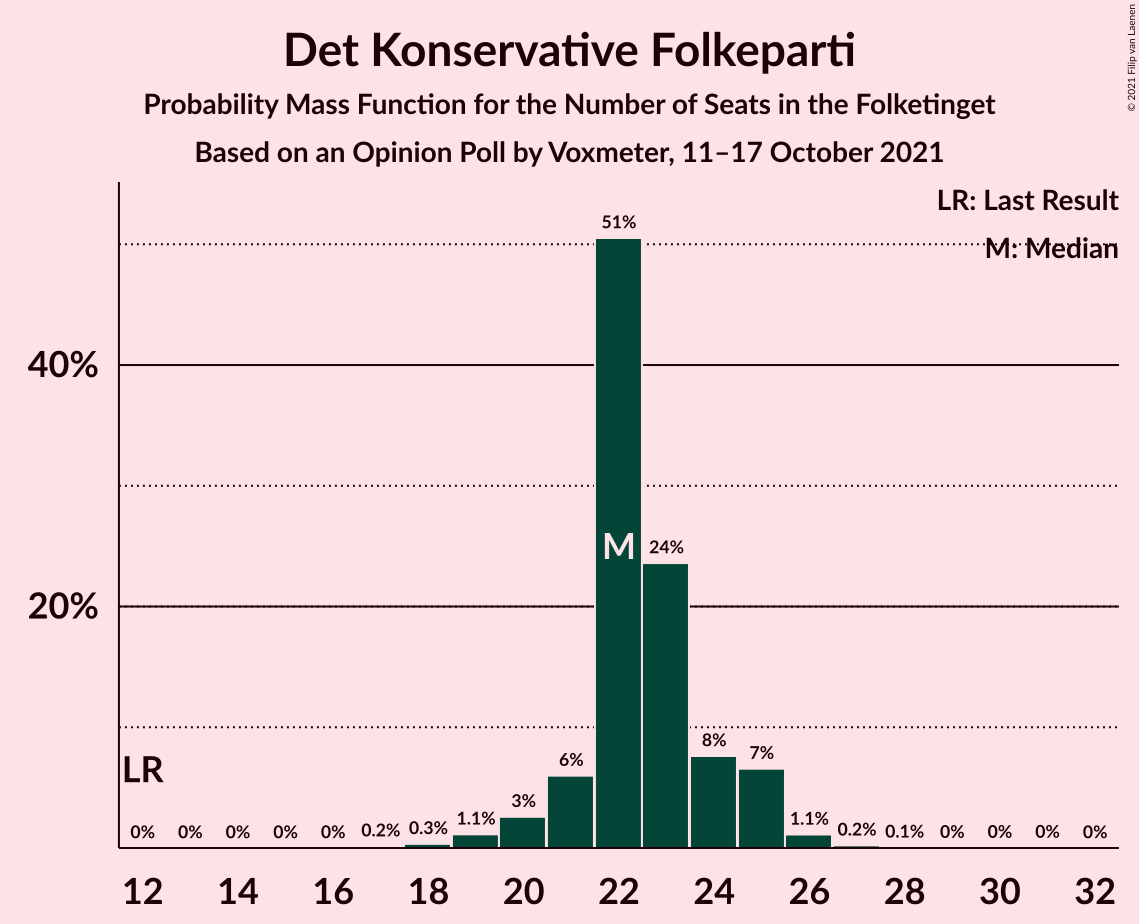 Det Konservative Folkeparti
Probability Mass Function for the Number of Seats in the Folketinget
Based on an Opinion Poll by Voxmeter, 11–17 October 2021
© 2021 Filip van Laenen
LR: Last Result
M: Median
51%
40%
M
24%
20%
LR
0% 0% 0% 0% 0% 0.2% 0.3% 1.1% 3% 6% 8% 7% 1.1% 0.2% 0.1% 0% 0% 0% 0%
12 14 16 18 20 22 24 26 28 30 32